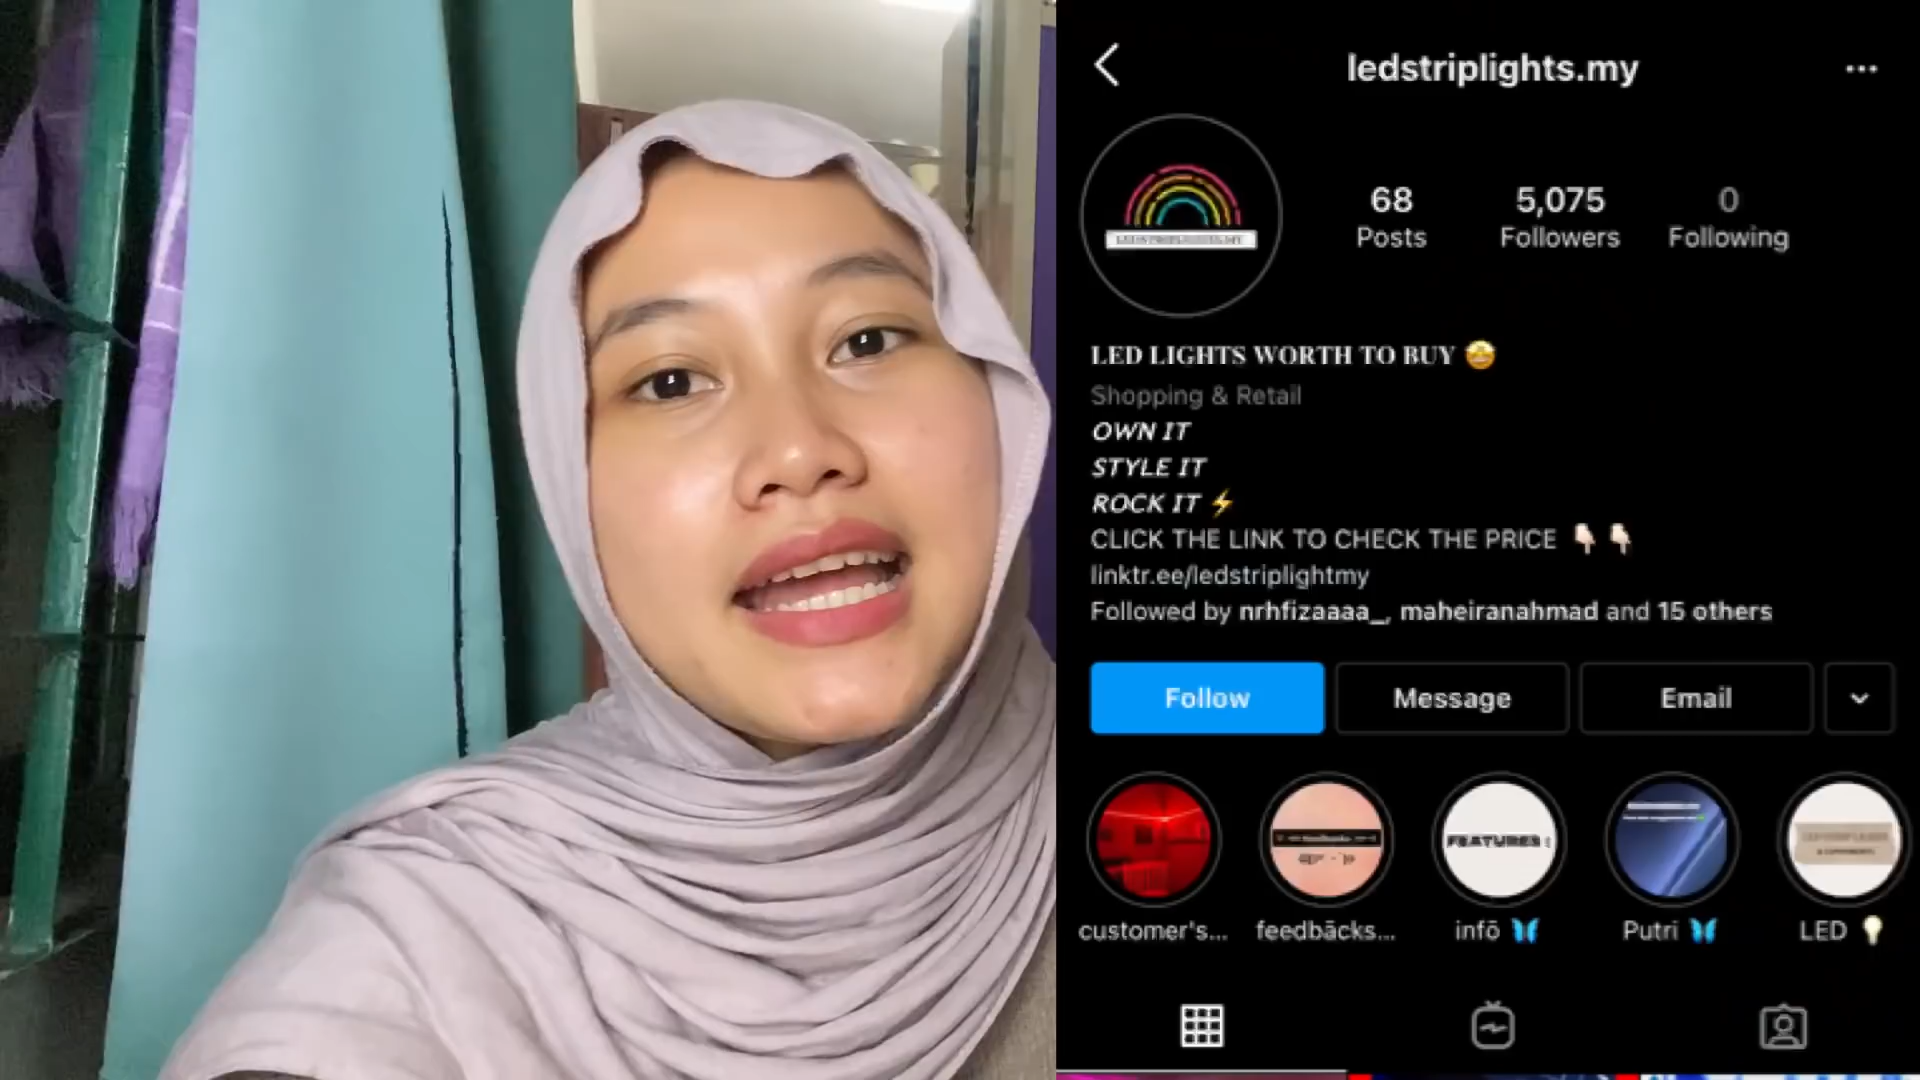 ledstriplights.my
68
Posts
5,075
Followers
0
Following
LED LIGHTS WORTH TO BUY 🤩
Shopping & Retail
OWN IT
STYLE IT
ROCK IT ⚡
CLICK THE LINK TO CHECK THE PRICE 👇🏻 👇🏻
linktr.ee/ledstriplightmy
Followed by nrhfizaaaa_, maheiranahmad and 15 others
Follow
Message
Email
FEATURES :
customer's...
feedbācks...
infō 🦋
Putri 🦋
LED 💡